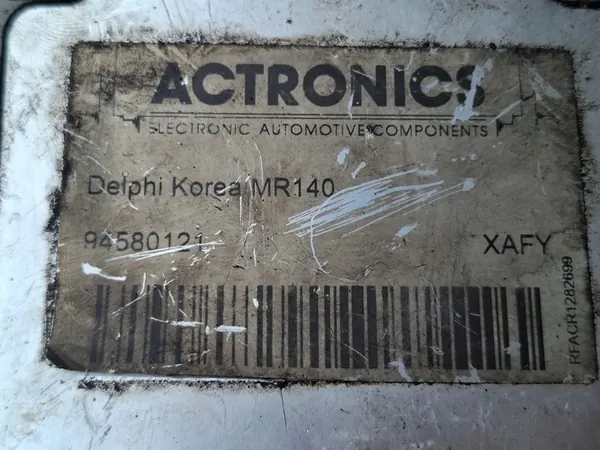 ACTRONICS
ELECTRONIC AUTOMOTIVE COMPONENTS
Delphi Korea MR140
94580121
XAFY
RFACR1282699